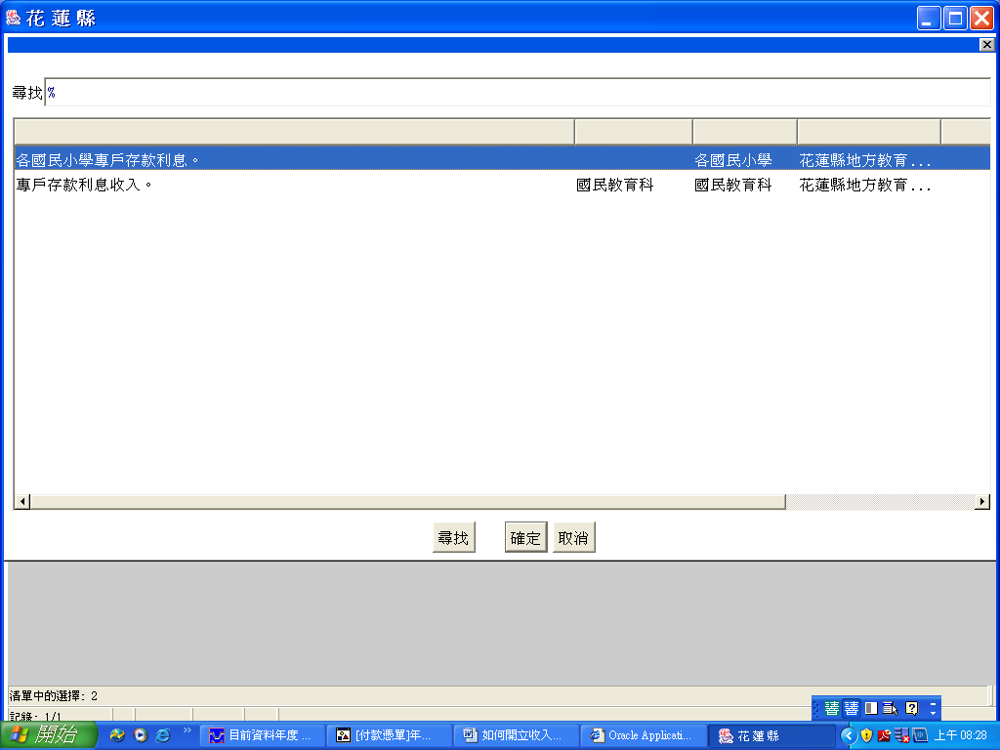 花 蓮 縣
尋找 %
各國民小學專戶存款利息。 各國民小學 花蓮縣地方教育...
專戶存款利息收入。 國民教育科 國民教育科 花蓮縣地方教育...
尋找 確定 取消
清單中的選擇: 2
記錄: 1/1
開始 目前資料年度 ... [付款憑單]年... 如何開立收入... Oracle Applicati... 花 蓮 縣 上午 08:28